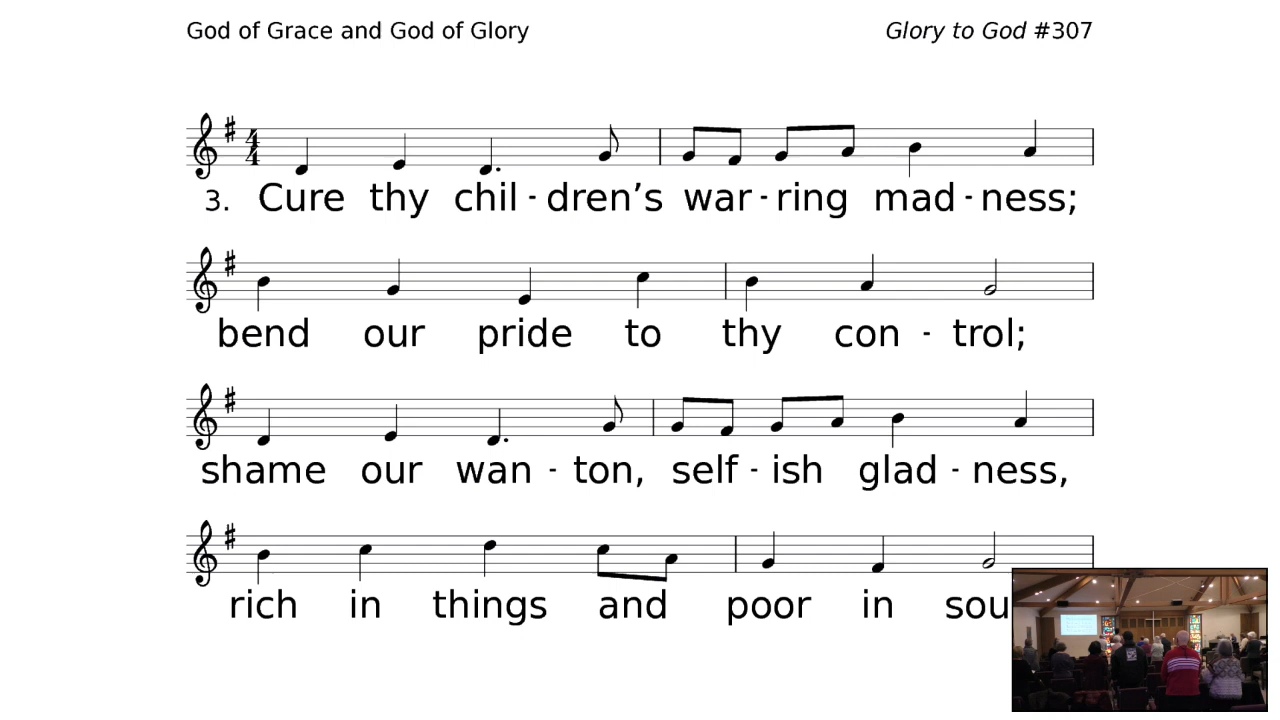 God of Grace and God of Glory Glory to God #307
3. Cure thy chil - dren’s war - ring mad - ness;
bend our pride to thy con - trol;
shame our wan - ton, self - ish glad - ness,
rich in things and poor in sou